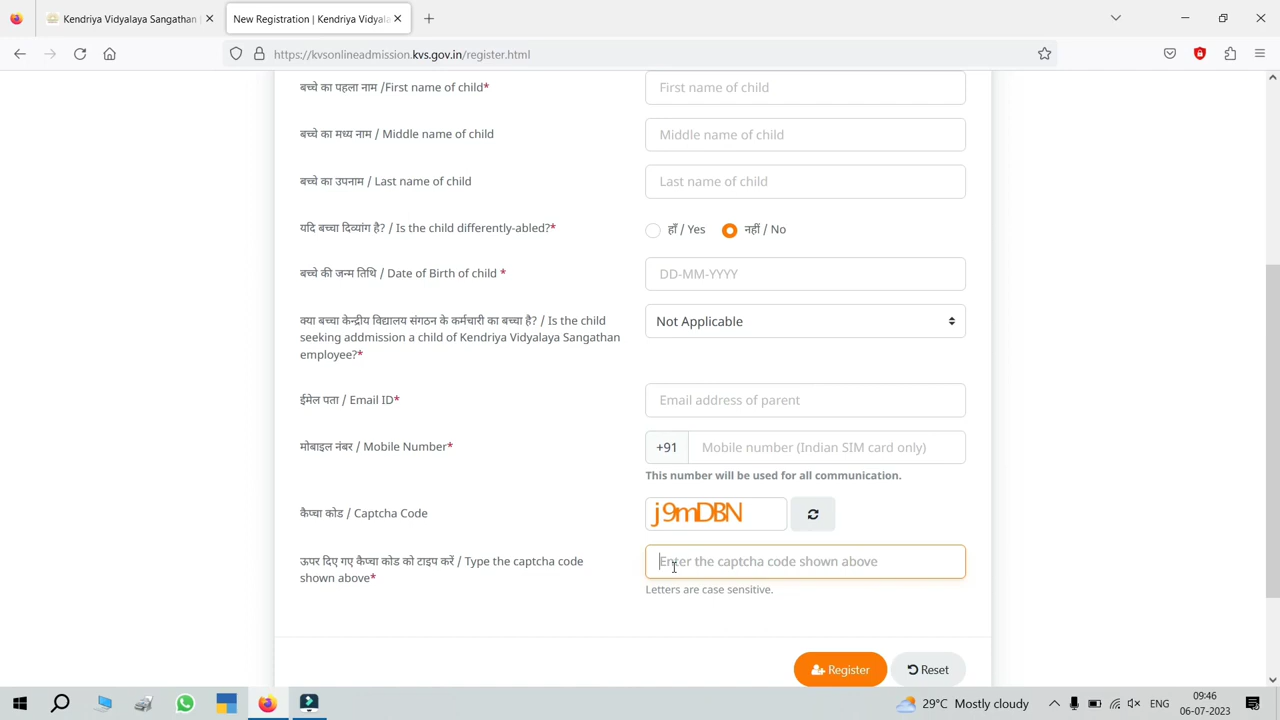 Kendriya Vidyalaya Sangathan |
New Registration | Kendriya Vidyala
https://kvsonlineadmission.kvs.gov.in/register.html
बच्चे का पहला नाम /First name of child*
First name of child
बच्चे का मध्य नाम / Middle name of child
Middle name of child
बच्चे का उपनाम / Last name of child
Last name of child
यदि बच्चा दिव्यांग है? / Is the child differently-abled?*
हाँ / Yes
नहीं / No
बच्चे की जन्म तिथि / Date of Birth of child *
DD-MM-YYYY
क्या बच्चा केन्द्रीय विद्यालय संगठन के कर्मचारी का बच्चा है? / Is the child
seeking addmission a child of Kendriya Vidyalaya Sangathan
employee?*
Not Applicable
ईमेल पता / Email ID*
Email address of parent
मोबाइल नंबर / Mobile Number*
+91
Mobile number (Indian SIM card only)
This number will be used for all communication.
कैप्चा कोड / Captcha Code
j9mDBN
ऊपर दिए गए कैप्चा कोड को टाइप करें / Type the captcha code
shown above*
Enter the captcha code shown above
Letters are case sensitive.
Register
Reset
29°C Mostly cloudy
ENG
09:46
06-07-2023